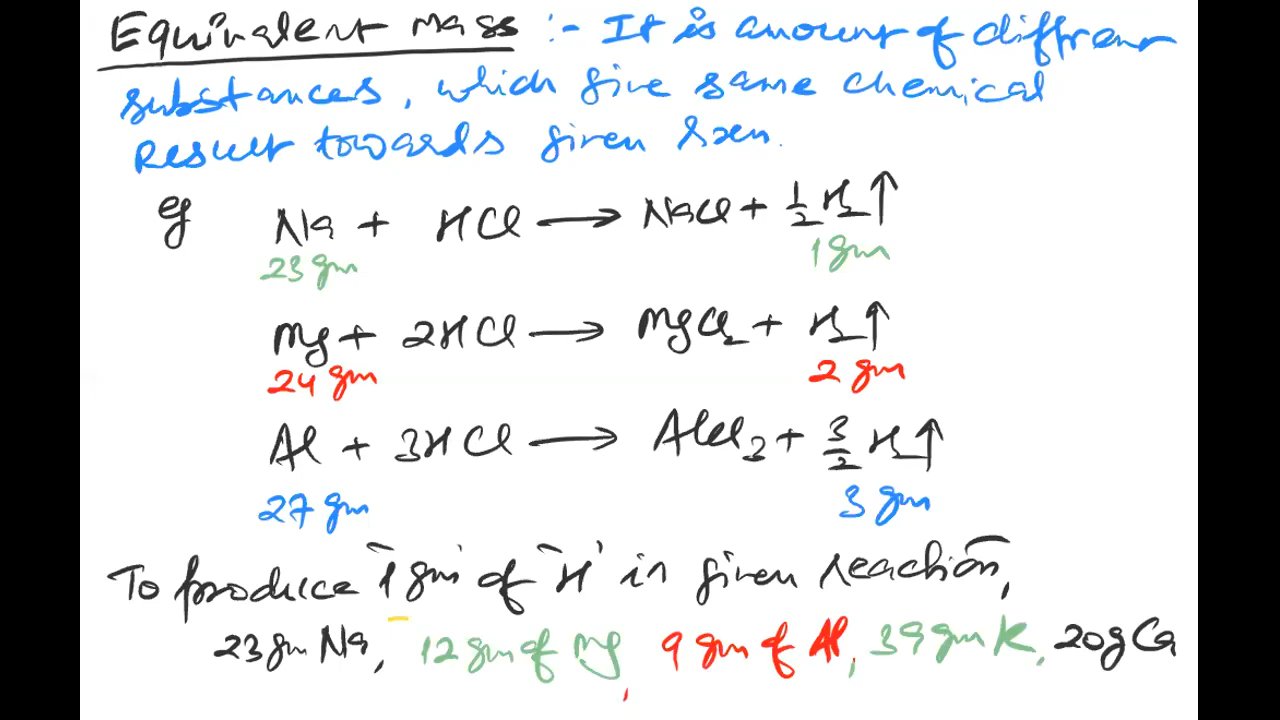 Equivalent mass :- It is amount of different
substances, which give same chemical
result towards given rxn.
eg Na + HCl → NaCl + 1/2 H₂↑
23 gm 1 gm
Mg + 2HCl → MgCl₂ + H₂↑
24 gm 2 gm
Al + 3HCl → AlCl₃ + 3/2 H₂↑
27 gm 3 gm
To produce '1 gm' of 'H' in given reaction,
23 gm Na, 12 gm of Mg, 9 gm of Al, 39 gm K, 20g Ca